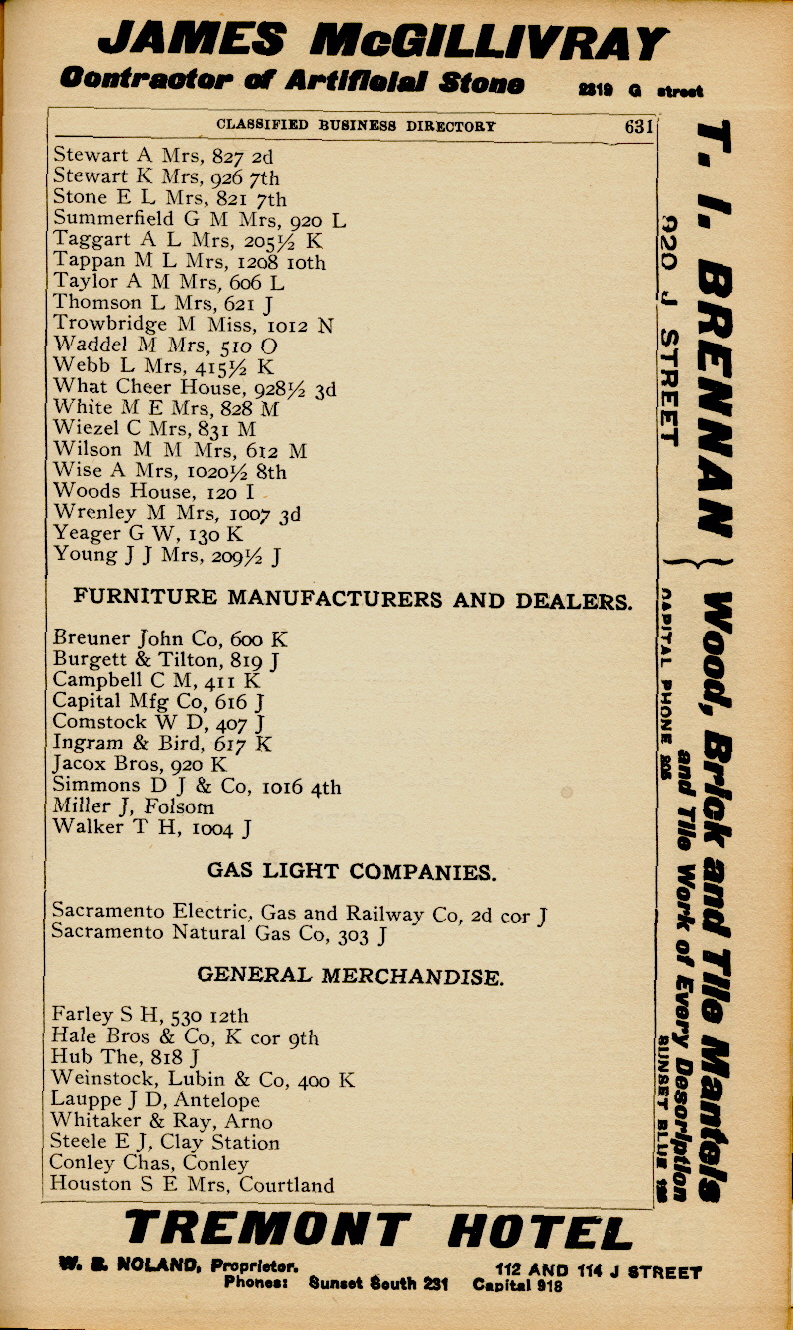 JAMES McGILLIVRAY
Contractor of Artificial Stone 2319 G street
CLASSIFIED BUSINESS DIRECTORY 631
Stewart A Mrs, 827 2d
Stewart K Mrs, 926 7th
Stone E L Mrs, 821 7th
Summerfield G M Mrs, 920 L
Taggart A L Mrs, 205½ K
Tappan M L Mrs, 1208 10th
Taylor A M Mrs, 606 L
Thomson L Mrs, 621 J
Trowbridge M Miss, 1012 N
Waddel M Mrs, 510 O
Webb L Mrs, 415½ K
What Cheer House, 928½ 3d
White M E Mrs, 828 M
Wiezel C Mrs, 831 M
Wilson M M Mrs, 612 M
Wise A Mrs, 1020½ 8th
Woods House, 120 I
Wrenley M Mrs, 1007 3d
Yeager G W, 130 K
Young J J Mrs, 209½ J
FURNITURE MANUFACTURERS AND DEALERS.
Breuner John Co, 600 K
Burgett & Tilton, 819 J
Campbell C M, 411 K
Capital Mfg Co, 616 J
Comstock W D, 407 J
Ingram & Bird, 617 K
Jacox Bros, 920 K
Simmons D J & Co, 1016 4th
Miller J, Folsom
Walker T H, 1004 J
GAS LIGHT COMPANIES.
Sacramento Electric, Gas and Railway Co, 2d cor J
Sacramento Natural Gas Co, 303 J
GENERAL MERCHANDISE.
Farley S H, 530 12th
Hale Bros & Co, K cor 9th
Hub The, 818 J
Weinstock, Lubin & Co, 400 K
Lauppe J D, Antelope
Whitaker & Ray, Arno
Steele E J, Clay Station
Conley Chas, Conley
Houston S E Mrs, Courtland
T. I. BRENNAN } Wood, Brick and Tile Mantels
and Tile Work of Every Description
920 J STREET CAPITAL PHONE SUNSET BLUE
TREMONT HOTEL
W. B. NOLAND, Proprietor. 112 AND 114 J STREET
Phones: Sunset South 231 Capital 918